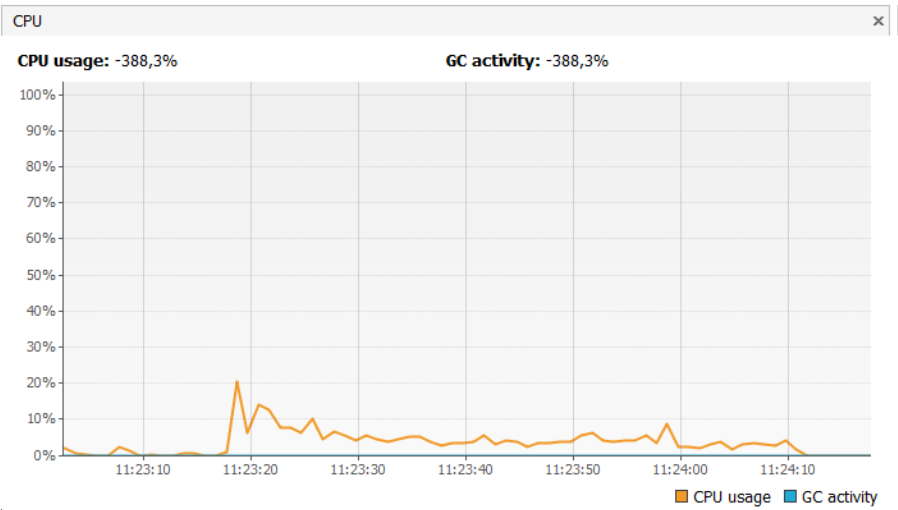 CPU ×
CPU usage: -388,3% GC activity: -388,3%
100%
90%
80%
70%
60%
50%
40%
30%
20%
10%
0%
11:23:10 11:23:20 11:23:30 11:23:40 11:23:50 11:24:00 11:24:10
CPU usage GC activity